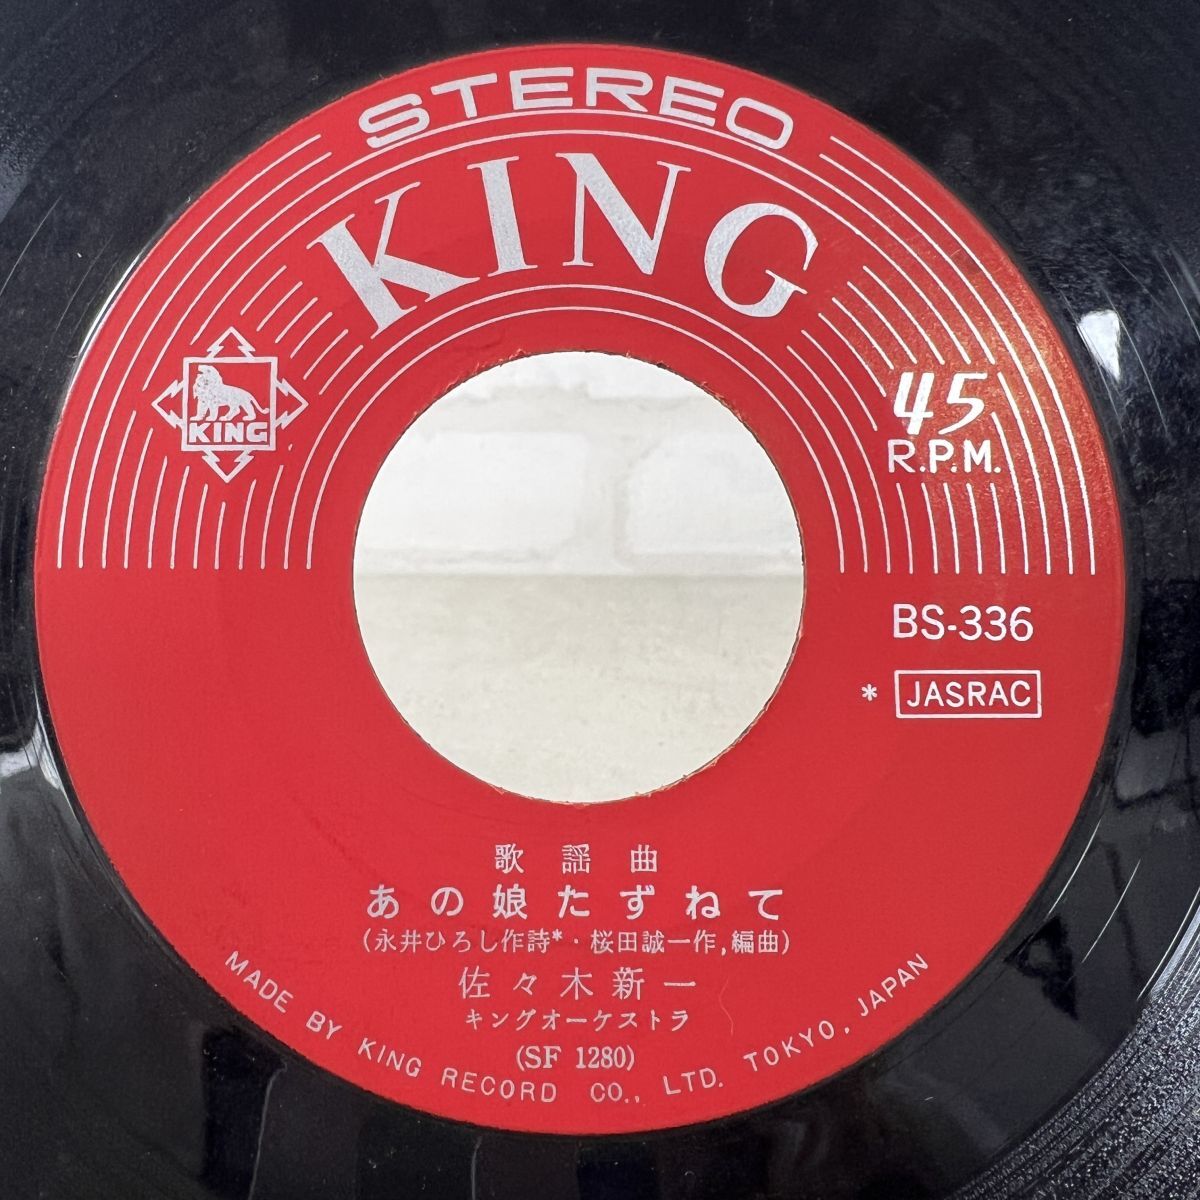 STEREO
KING
KING
45
R.P.M.
BS-336
* JASRAC
歌謡曲
あの娘たずねて
(永井ひろし作詩*・桜田誠一作,編曲)
佐々木新一
キングオーケストラ
(SF 1280)
MADE BY KING RECORD CO., LTD. TOKYO, JAPAN